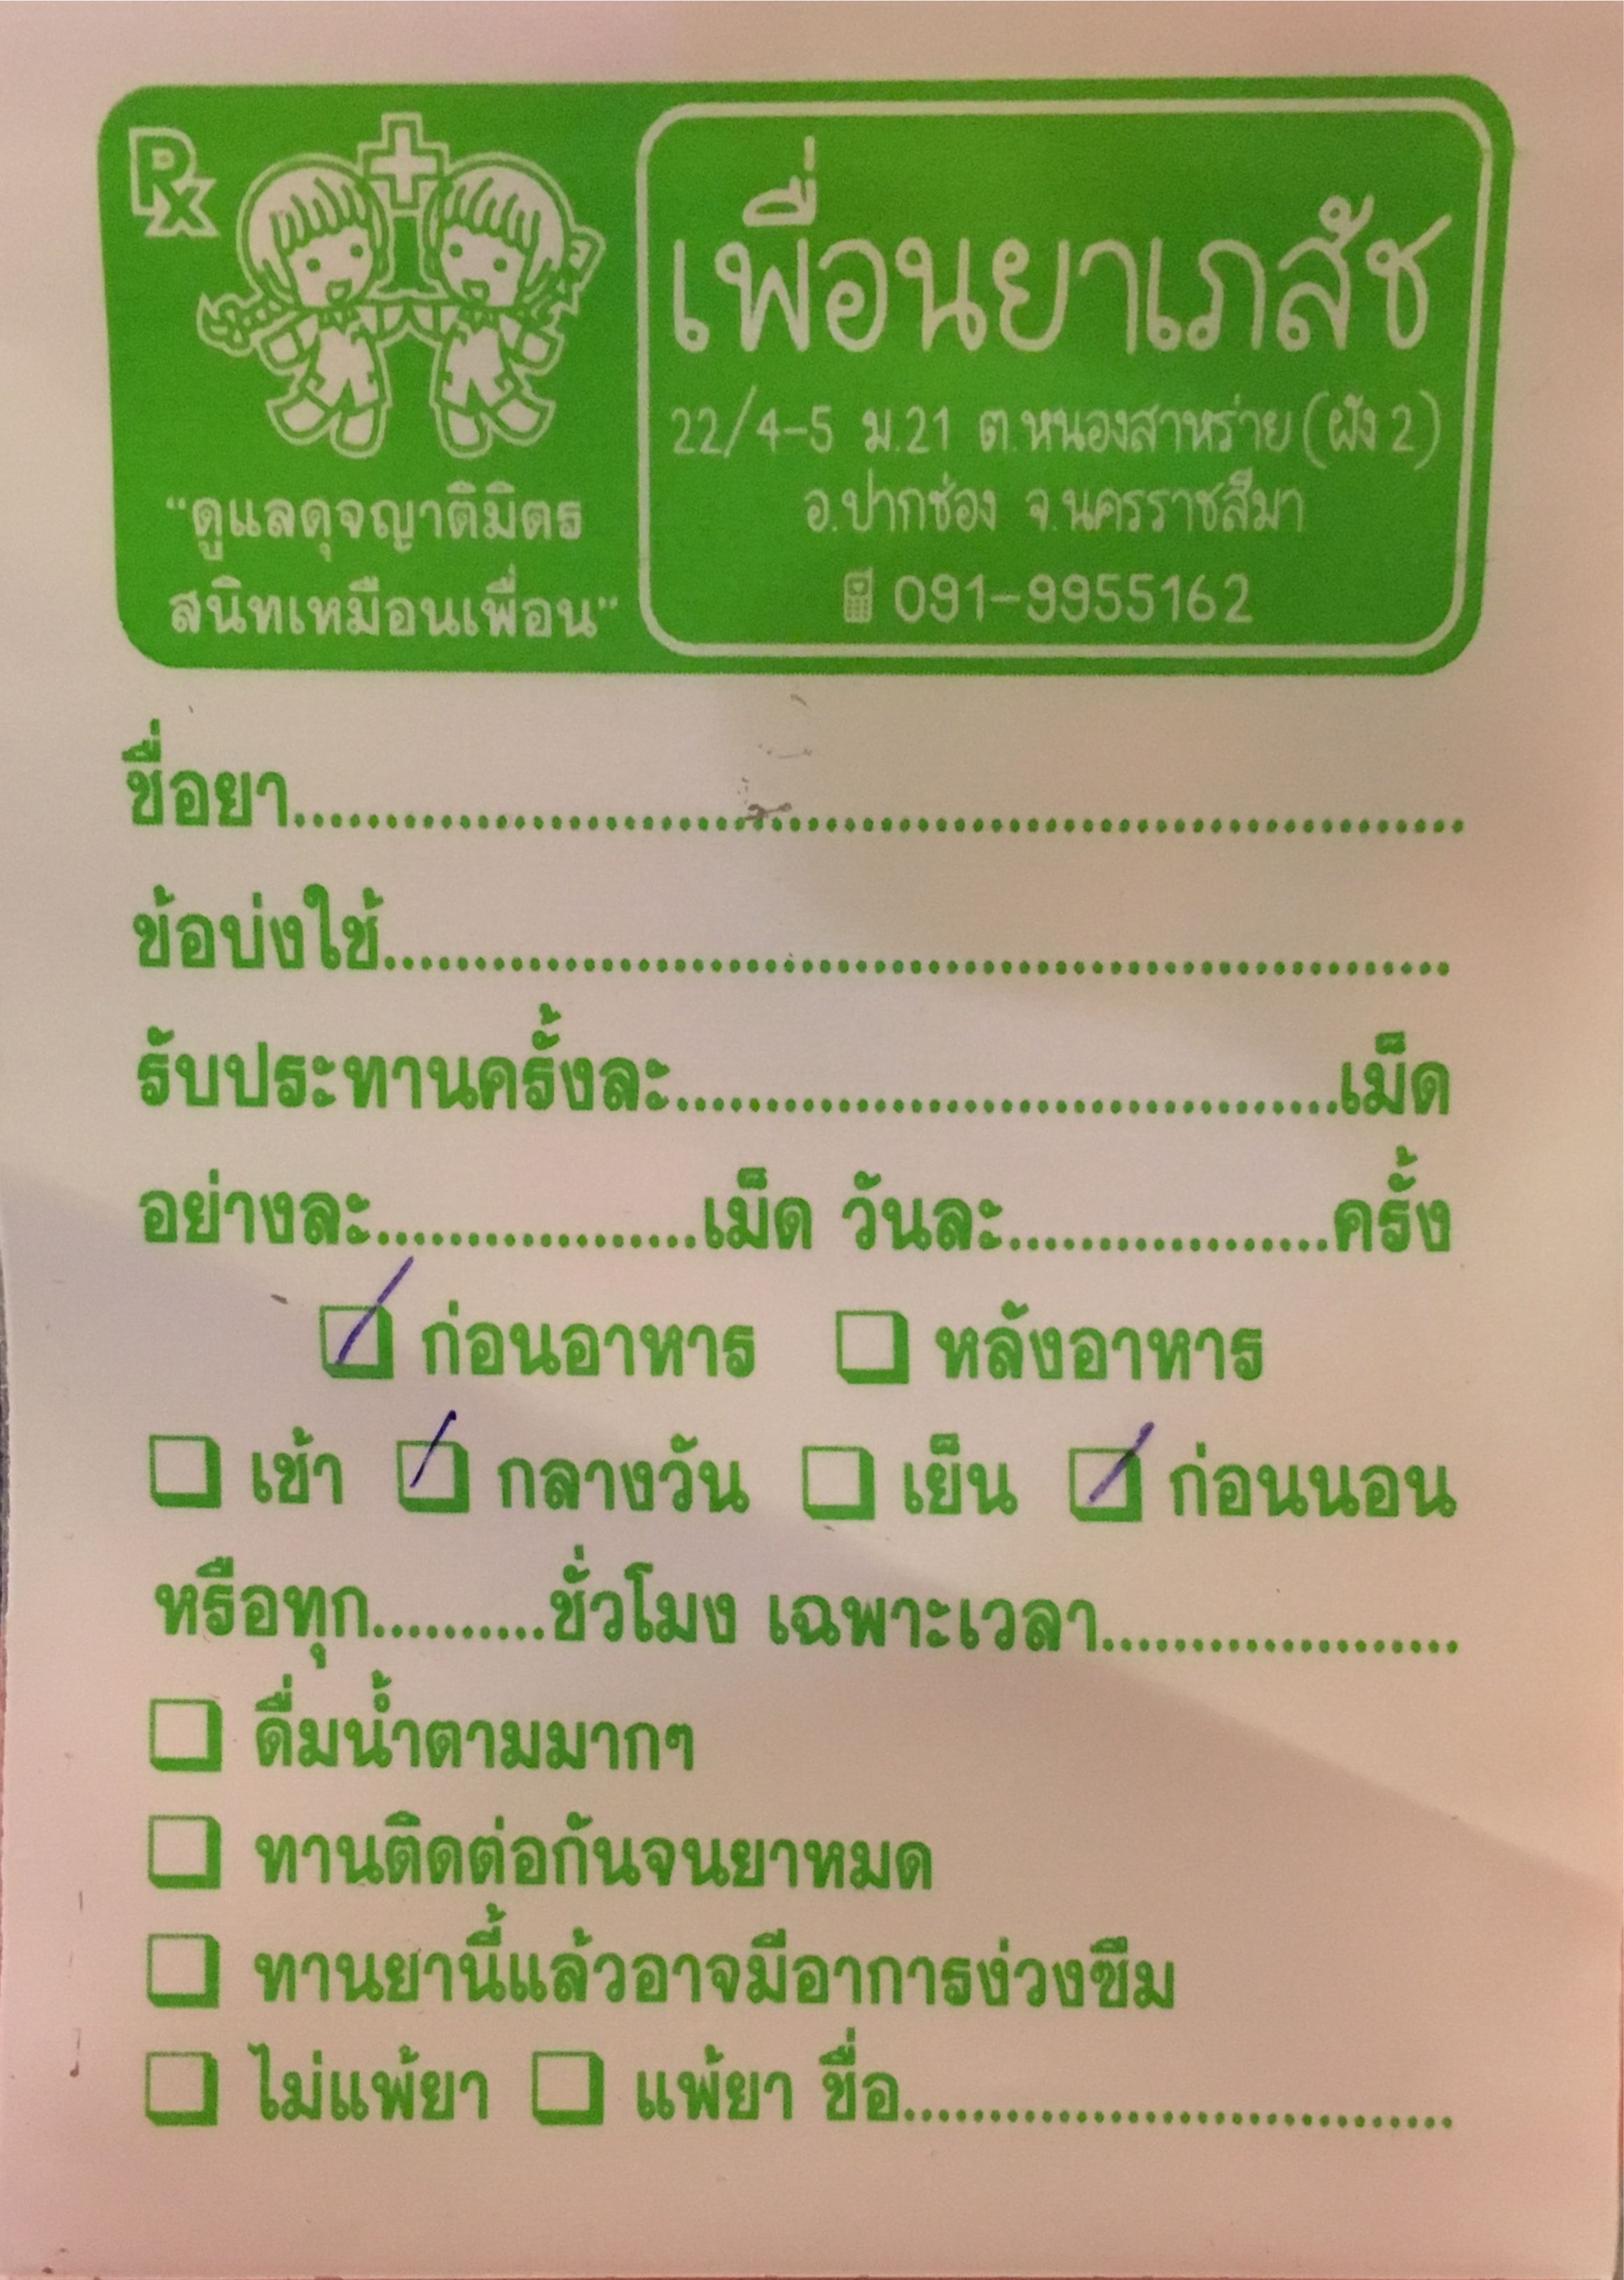 Rx
"ดูแลดุจญาติมิตร
สนิทเหมือนเพื่อน"
เพื่อนยาเภสัช
22/4-5 ม.21 ต.หนองสาหร่าย (ผัง 2)
อ.ปากช่อง จ.นครราชสีมา
091-9955162
ชื่อยา................................................................
ข้อบ่งใช้................................................................
รับประทานครั้งละ........................................เม็ด
อย่างละ....................เม็ด วันละ....................ครั้ง
ก่อนอาหาร หลังอาหาร
เช้า กลางวัน เย็น ก่อนนอน
หรือทุก..........ชั่วโมง เฉพาะเวลา......................
ดื่มน้ำตามมากๆ
ทานติดต่อกันจนยาหมด
ทานยานี้แล้วอาจมีอาการง่วงซึม
ไม่แพ้ยา แพ้ยา ชื่อ..................................